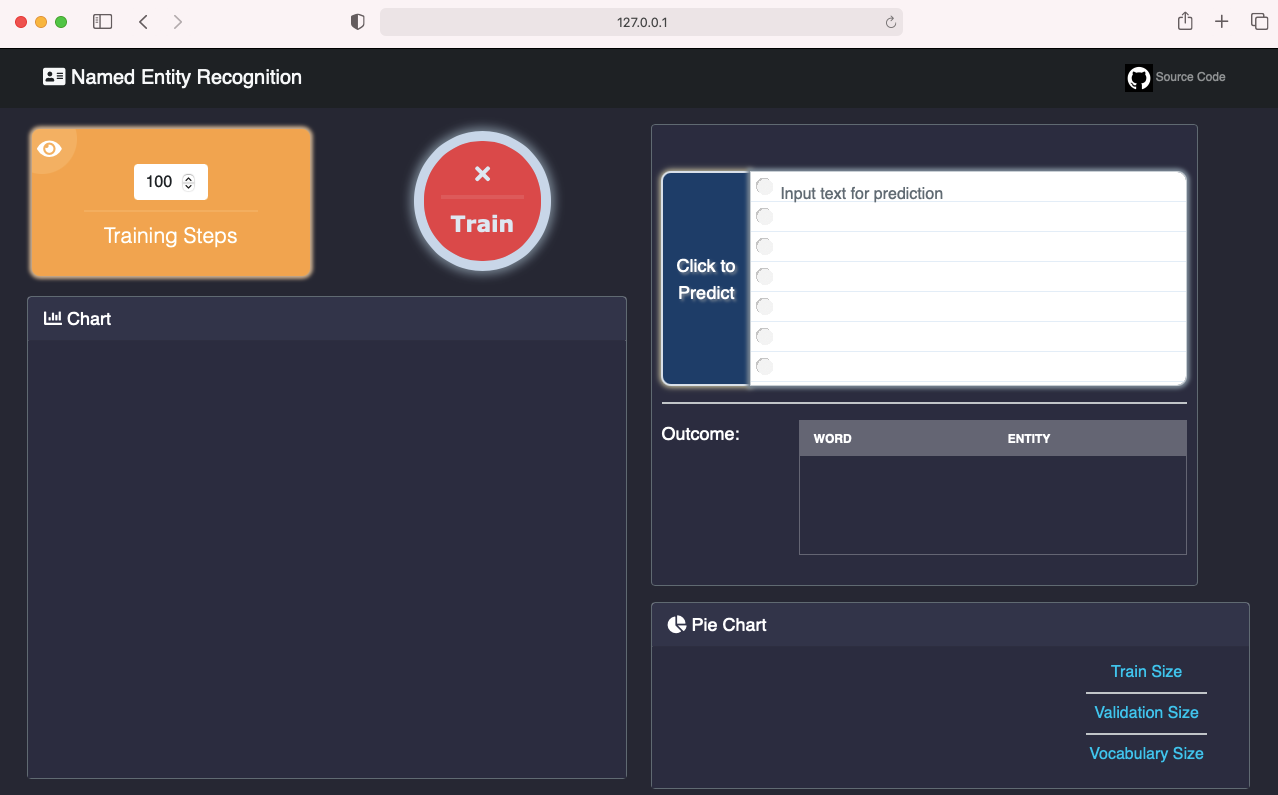 127.0.0.1
Named Entity Recognition
Source Code
100
Training Steps
Train
Chart
Click to
Predict
Input text for prediction
Outcome:
WORD ENTITY
Pie Chart
Train Size
Validation Size
Vocabulary Size